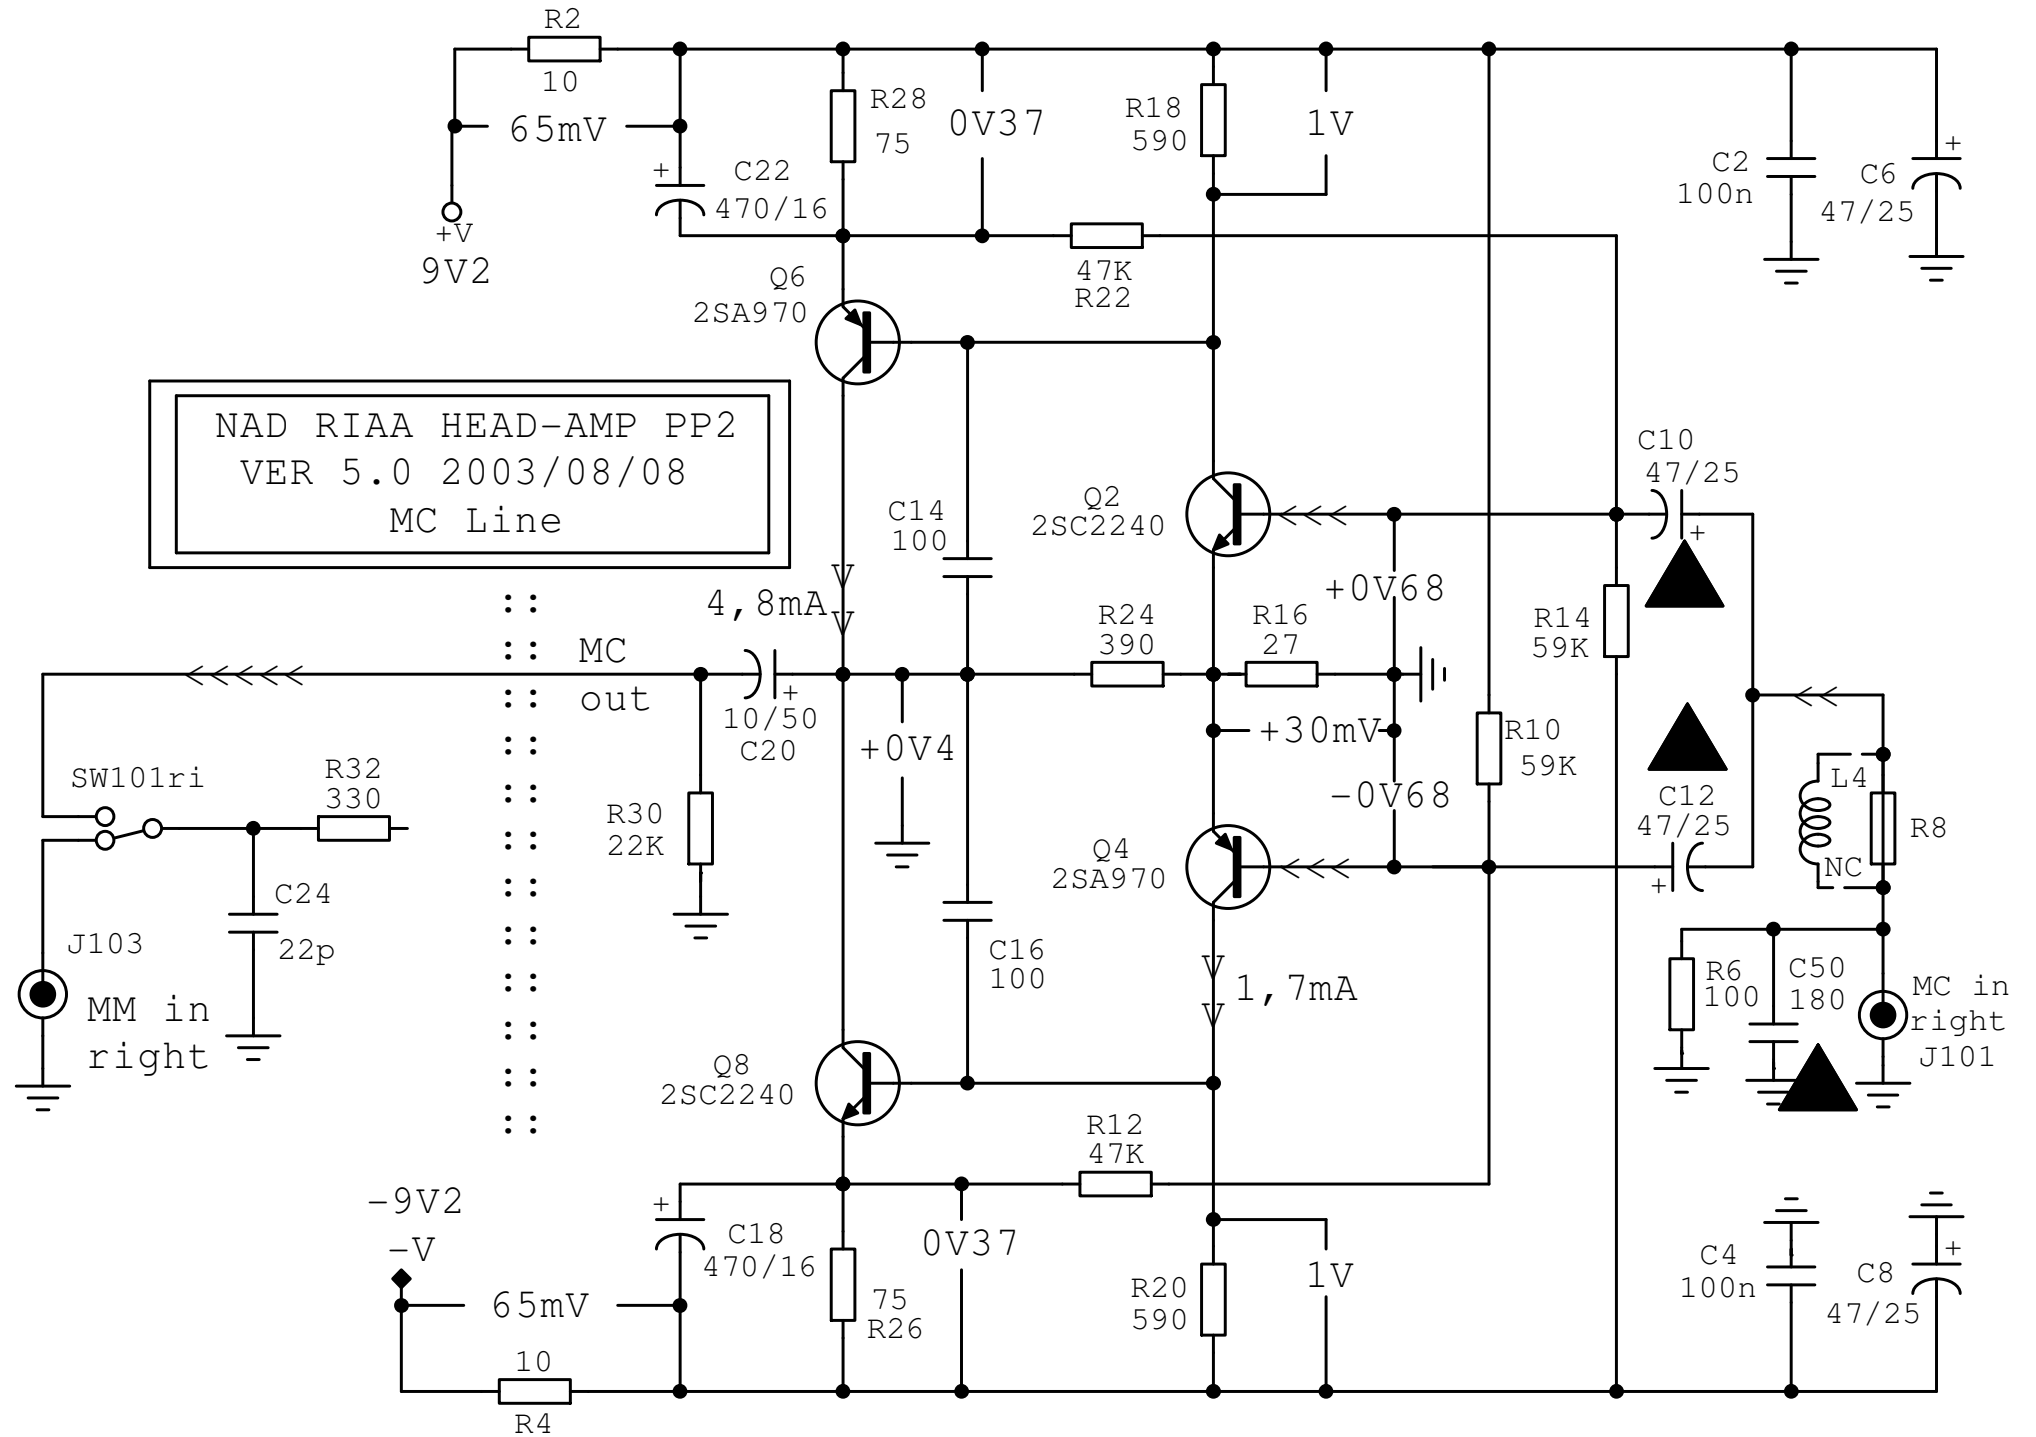 R2
10
65mV
+V
9V2
R28
75
+
C22
470/16
0V37
R18
590
1V
C2
100n
+
C6
47/25
47K
R22
Q6
2SA970
NAD RIAA HEAD-AMP PP2
VER 5.0 2003/08/08
MC Line
C14
100
Q2
2SC2240
C10
47/25
+
+0V68
4,8mA
R24
390
R16
27
R14
59K
MC
out
+
10/50
C20
+0V4
+30mV
R10
59K
-0V68
SW101ri
R32
330
R30
22K
Q4
2SA970
C12
47/25
+
L4
NC
R8
C24
22p
J103
MM in
right
C16
100
1,7mA
R6
100
C50
180
MC in
right
J101
Q8
2SC2240
R12
47K
-9V2
-V
+
C18
470/16
0V37
65mV
75
R26
R20
590
1V
C4
100n
+
C8
47/25
10
R4